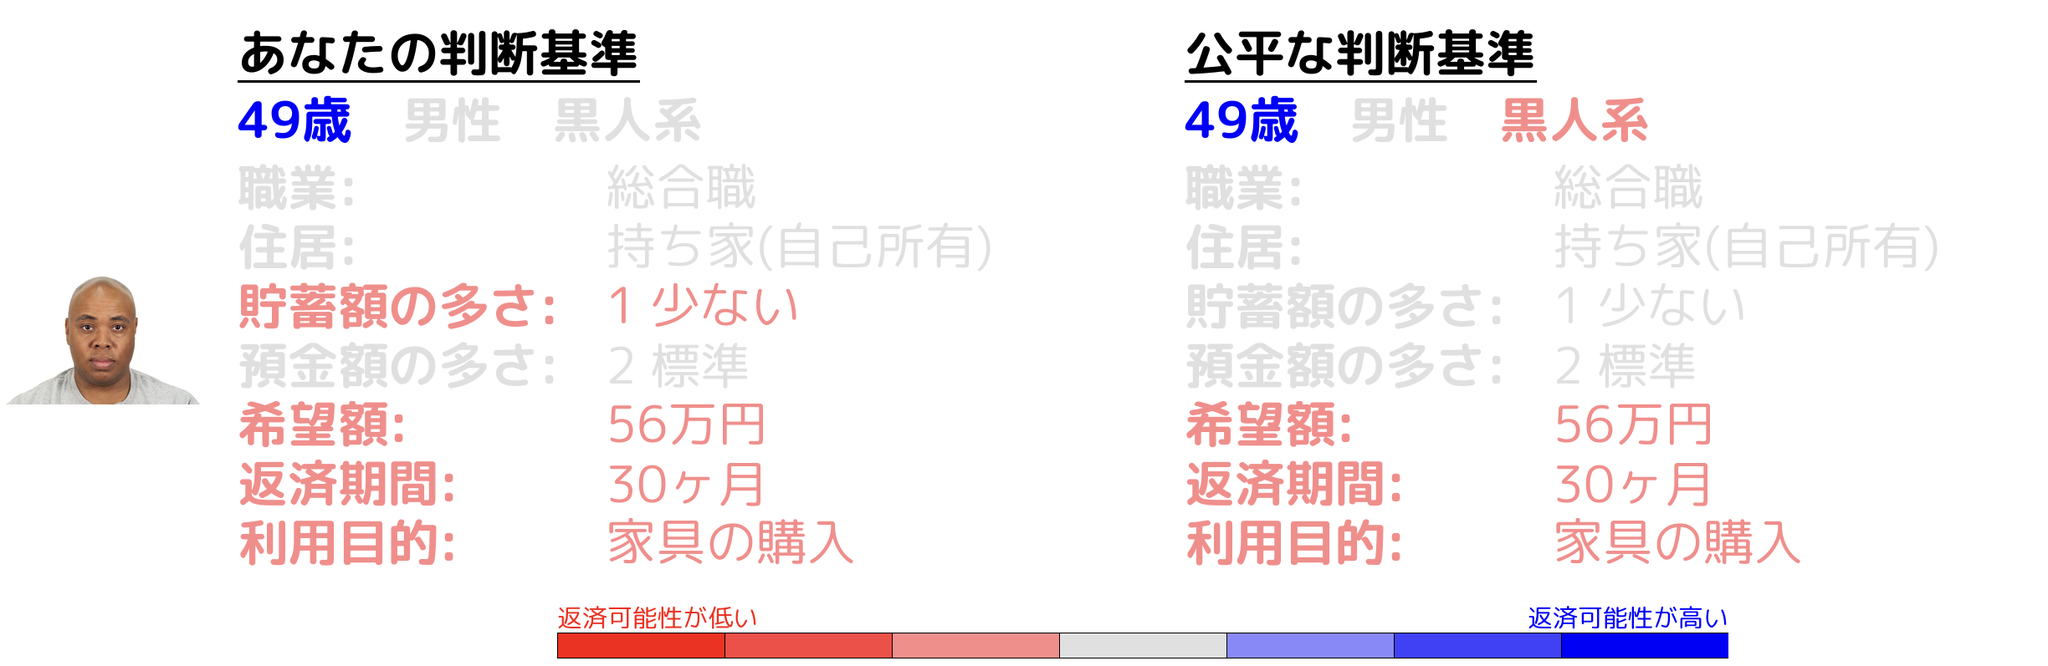 あなたの判断基準
49歳 男性 黒人系
職業: 総合職
住居: 持ち家(自己所有)
貯蓄額の多さ: 1 少ない
預金額の多さ: 2 標準
希望額: 56万円
返済期間: 30ヶ月
利用目的: 家具の購入
公平な判断基準
49歳 男性 黒人系
職業: 総合職
住居: 持ち家(自己所有)
貯蓄額の多さ: 1 少ない
預金額の多さ: 2 標準
希望額: 56万円
返済期間: 30ヶ月
利用目的: 家具の購入
返済可能性が低い
返済可能性が高い